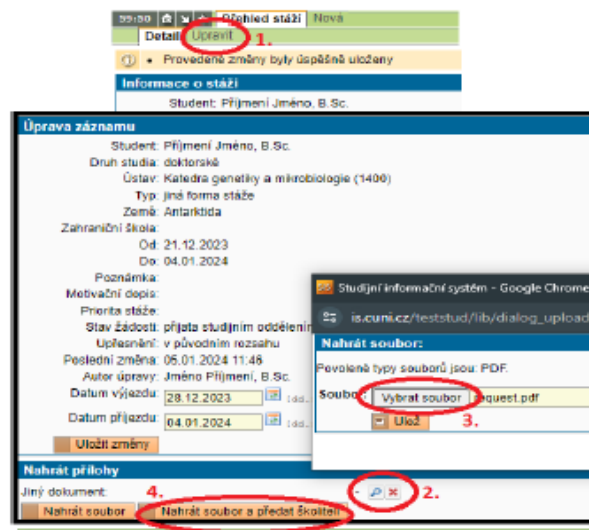 59:50 Přehled stáží Nová
Detail Upravit 1.
Provedené změny byly úspěšně uloženy
Informace o stáži
Student: Příjmení Jméno, B.Sc.
Úprava záznamu
Student: Příjmení Jméno, B.Sc.
Druh studia: doktorské
Ústav: Katedra genetiky a mikrobiologie (1400)
Typ: jiná forma stáže
Země: Antarktida
Zahraniční škola:
Od: 21.12.2023
Do: 04.01.2024
Poznámka:
Motivační dopis:
Priorita stáže:
Stav žádosti: přijata studijním oddělením
Upřesnění: v původním rozsahu
Poslední změna: 05.01.2024 11:46
Autor úpravy: Jméno Příjmení, B.Sc.
Datum výjezdu: 28.12.2023
Datum příjezdu: 04.01.2024
Uložit změny
Studijní informační systém - Google Chrome
is.cuni.cz/teststud/lib/dialog_upload
Nahrát soubor:
Povolené typy souborů jsou: PDF.
Soubor: Vybrat soubor request.pdf
3.
Ulož
Nahrát přílohy
Jiný dokument: 4. - 2.
Nahrát soubor Nahrát soubor a předat školiteli